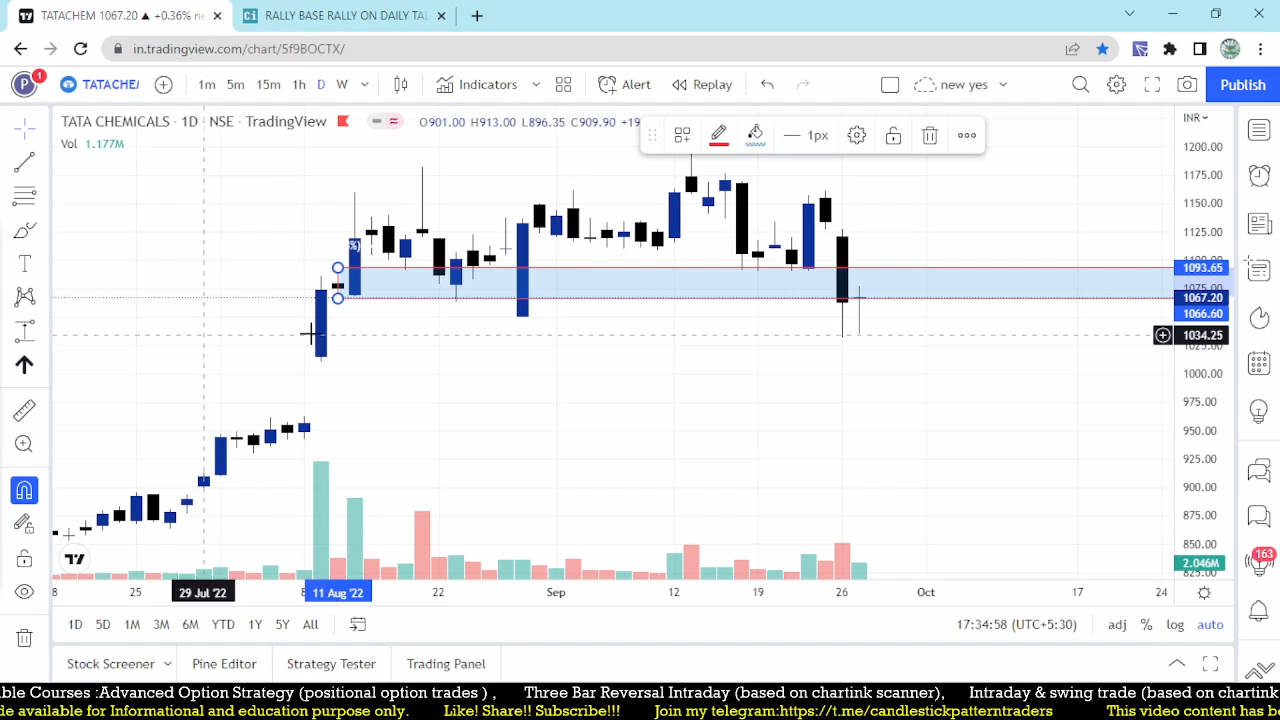 TATACHEM 1067.20 ▲ +0.36% ne
RALLY BASE RALLY ON DAILY TAL
in.tradingview.com/chart/5f9BOCTX/
P 1 TATACHE 1m 5m 15m 1h D W Indicators Alert Replay new yes Publish
TATA CHEMICALS · 1D · NSE · TradingView O901.00 H913.00 L896.35 C909.90 +19 1px INR
Vol 1.177M
1200.00
1175.00
1150.00
1125.00
%)
1093.65
1067.20
1066.60
1034.25
1000.00
975.00
950.00
925.00
900.00
875.00
850.00
2.046M
163
25 29 Jul '22 8 11 Aug '22 22 Sep 12 19 26 Oct 17 24
1D 5D 1M 3M 6M YTD 1Y 5Y All 17:34:58 (UTC+5:30) adj % log auto
Stock Screener Pine Editor Strategy Tester Trading Panel
ble Courses :Advanced Option Strategy (positional option trades ) , Three Bar Reversal Intraday (based on chartink scanner), Intraday & swing trade (based on chartink
de available for Informational and education purpose only. Like! Share!! Subscribe!!! Join my telegram:https://t.me/candlestickpatterntraders This video content has be